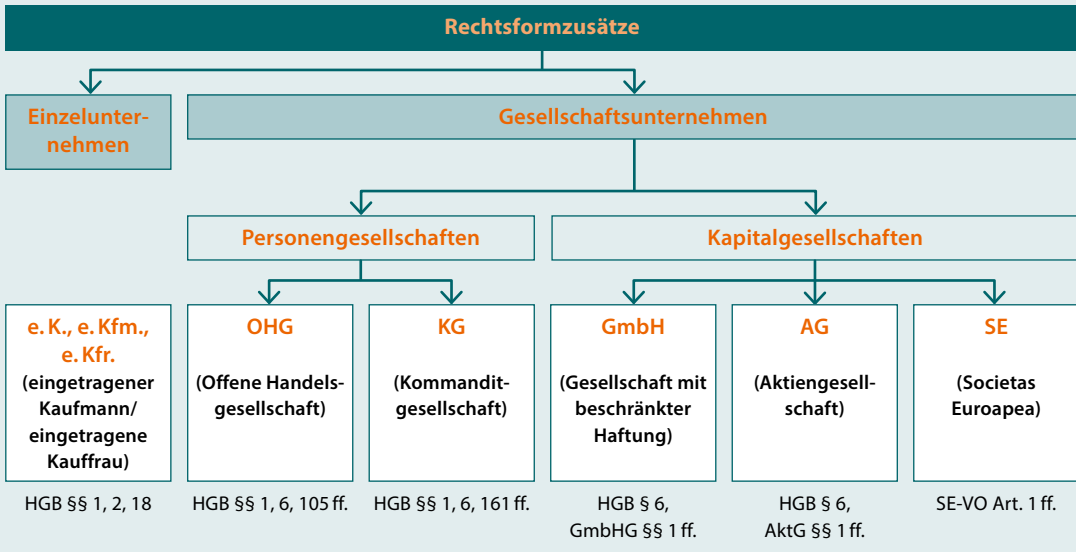 Rechtsformzusätze
Einzelunter-
nehmen
Gesellschaftsunternehmen
Personengesellschaften
Kapitalgesellschaften
e. K., e. Kfm.,
e. Kfr.
(eingetragener
Kaufmann/
eingetragene
Kauffrau)
HGB §§ 1, 2, 18
OHG
(Offene Handels-
gesellschaft)
HGB §§ 1, 6, 105 ff.
KG
(Kommandit-
gesellschaft)
HGB §§ 1, 6, 161 ff.
GmbH
(Gesellschaft mit
beschränkter
Haftung)
HGB § 6,
GmbHG §§ 1 ff.
AG
(Aktiengesell-
schaft)
HGB § 6,
AktG §§ 1 ff.
SE
(Societas
Euroapea)
SE-VO Art. 1 ff.